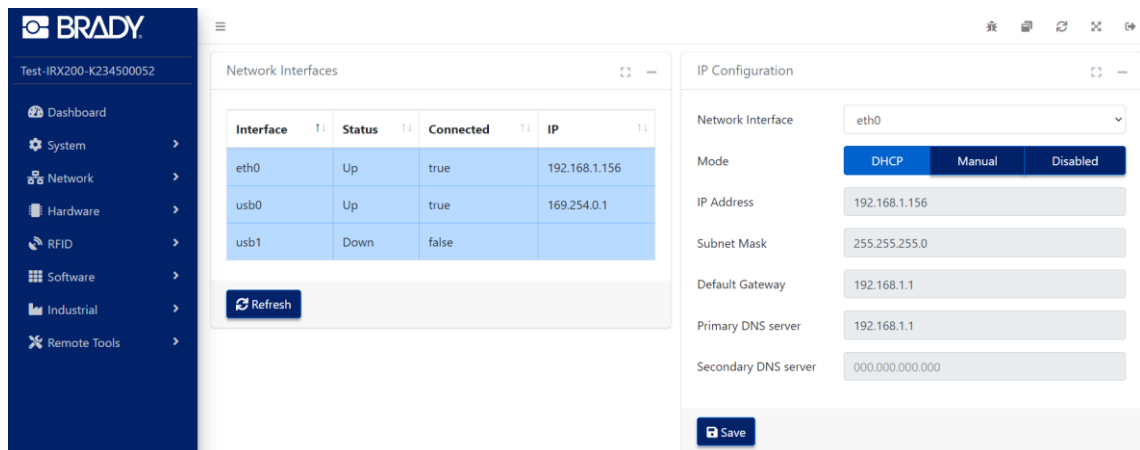 BRADY
Test-IRX200-K234500052
Dashboard
System
Network
Hardware
RFID
Software
Industrial
Remote Tools
Network Interfaces
Interface Status Connected IP
eth0 Up true 192.168.1.156
usb0 Up true 169.254.0.1
usb1 Down false
Refresh
IP Configuration
Network Interface eth0
Mode DHCP Manual Disabled
IP Address 192.168.1.156
Subnet Mask 255.255.255.0
Default Gateway 192.168.1.1
Primary DNS server 192.168.1.1
Secondary DNS server 000.000.000.000
Save